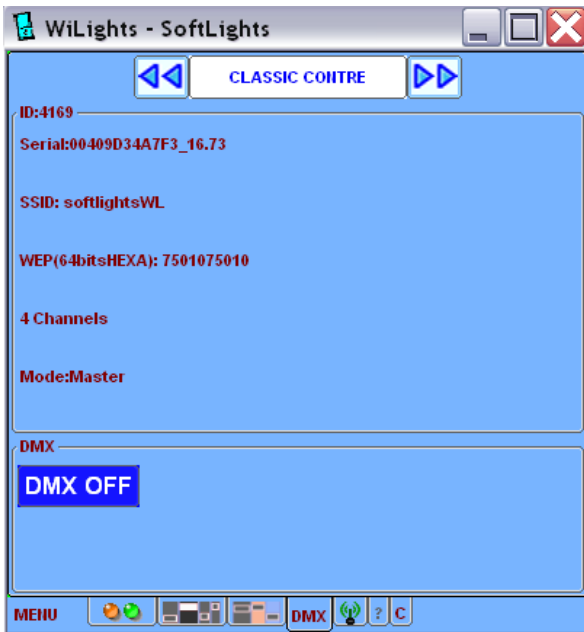 WiLights - SoftLights
CLASSIC CONTRE
ID:4169
Serial:00409D34A7F3_16.73
SSID: softlightsWL
WEP(64bitsHEXA): 7501075010
4 Channels
Mode:Master
DMX
DMX OFF
MENU DMX ? C